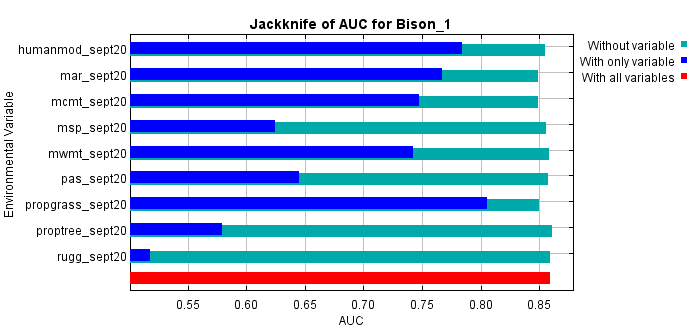 Jackknife of AUC for Bison_1
Environmental Variable
humanmod_sept20
mar_sept20
mcmt_sept20
msp_sept20
mwmt_sept20
pas_sept20
propgrass_sept20
proptree_sept20
rugg_sept20
Without variable
With only variable
With all variables
0.55 0.60 0.65 0.70 0.75 0.80 0.85
AUC